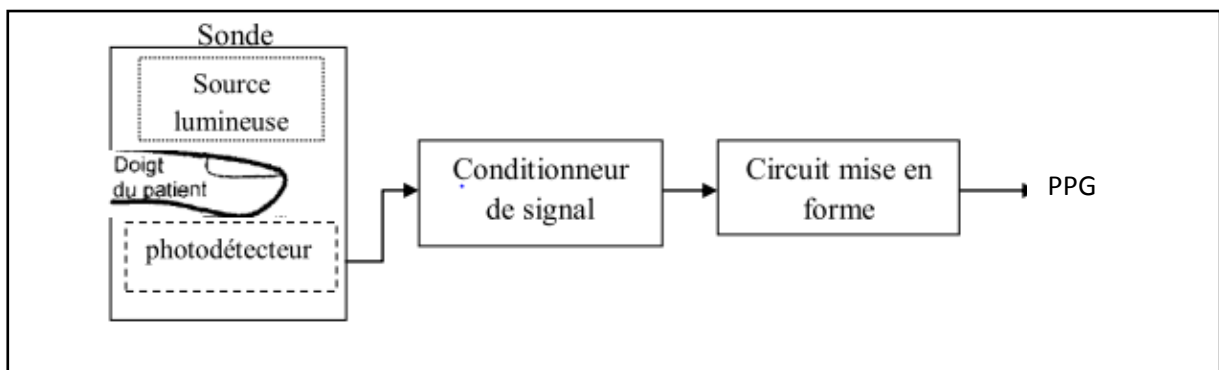 Sonde
Source
lumineuse
Doigt
du patient
photodétecteur
Conditionneur
de signal
Circuit mise en
forme
PPG